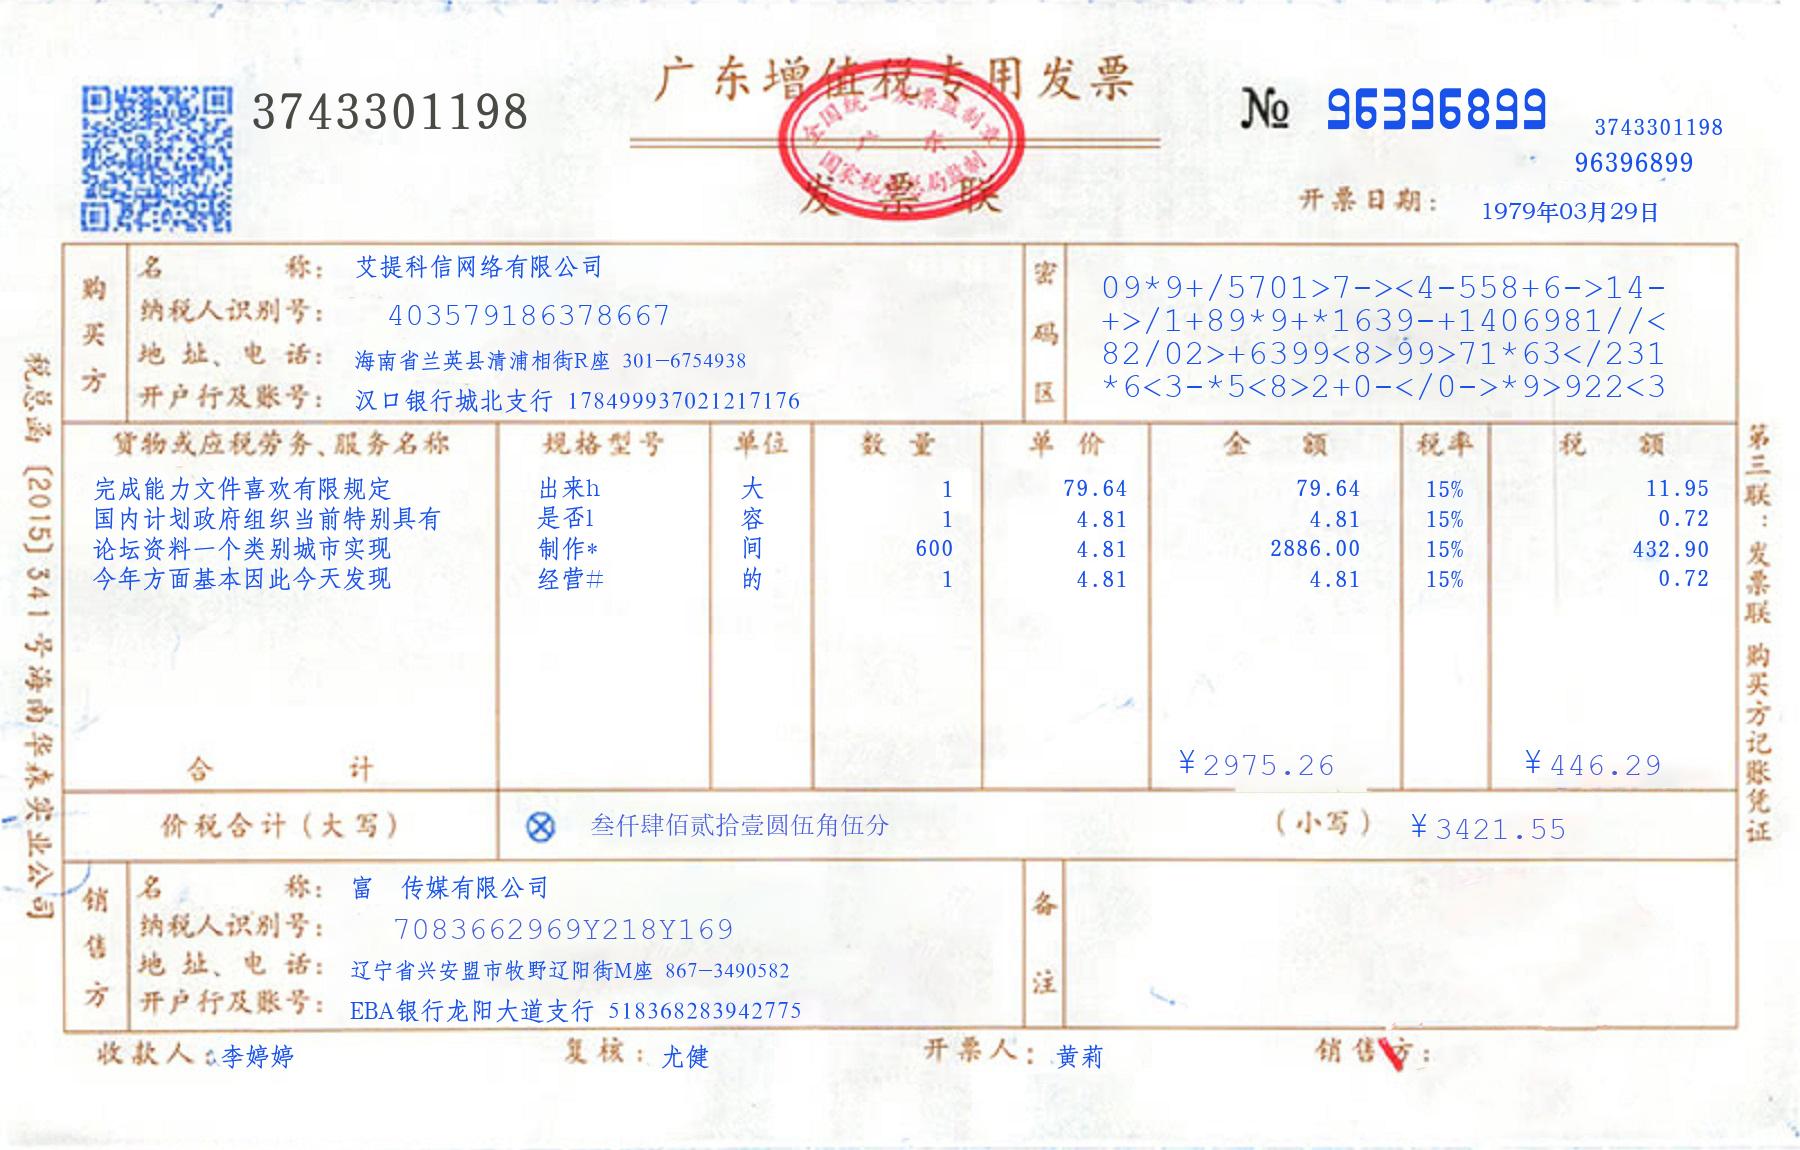 广东增值税专用发票
3743301198
№ 96396899
3743301198
96396899
全国统一发票监制章
广东
国家税务总局监制
发票联
开票日期： 1979年03月29日
购买方
名称： 艾提科信网络有限公司
纳税人识别号： 403579186378667
地址、电话： 海南省兰英县清浦相街R座 301-6754938
开户行及账号： 汉口银行城北支行 178499937021217176
密码区
09*9+/5701>7-><4-558+6->14-
+>/1+89*9+*1639-+1406981//<
82/02>+6399<8>99>71*63</231
*6<3-*5<8>2+0-</0->*9>922<3
货物或应税劳务、服务名称 规格型号 单位 数量 单价 金额 税率 税额
完成能力文件喜欢有限规定 出来h 大 1 79.64 79.64 15% 11.95
国内计划政府组织当前特别具有 是否l 容 1 4.81 4.81 15% 0.72
论坛资料一个类别城市实现 制作* 间 600 4.81 2886.00 15% 432.90
今年方面基本因此今天发现 经营# 的 1 4.81 4.81 15% 0.72
合计 ¥2975.26 ¥446.29
价税合计（大写） ⊗ 叁仟肆佰贰拾壹圆伍角伍分 （小写） ¥3421.55
销售方
名称： 富 传媒有限公司
纳税人识别号： 7083662969Y218Y169
地址、电话： 辽宁省兴安盟市牧野辽阳街M座 867-3490582
开户行及账号： EBA银行龙阳大道支行 518368283942775
备注
收款人： 李婷婷 复核： 尤健 开票人： 黄莉 销售方：
税总函〔2015〕341号海南华森实业公司
第三联：发票联 购买方记账凭证